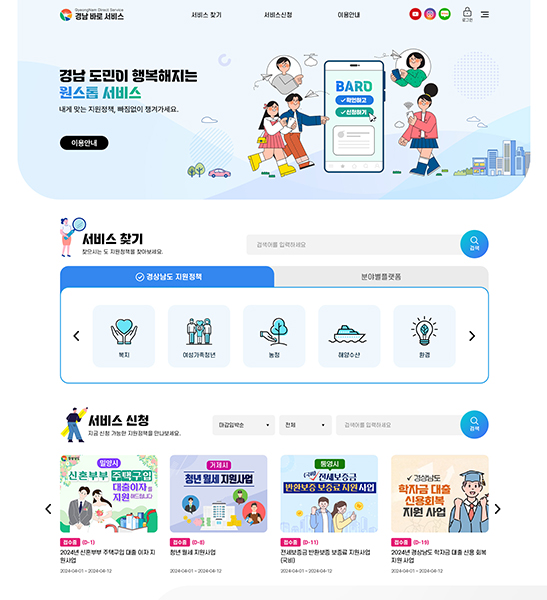 Gyeongnam Direct Service
경남 바로 서비스
서비스 찾기
서비스신청
이용안내
로그인
경남 도민이 행복해지는
원스톱 서비스
내게 맞는 지원정책, 빠짐없이 챙겨가세요.
이용안내
BARO
확인하고
신청하기
서비스 찾기
찾으시는 도 지원정책을 찾아보세요.
검색어를 입력하세요
검색
경상남도 지원정책
분야별플랫폼
복지
여성가족청년
농정
해양수산
환경
서비스 신청
지금 신청 가능한 지원정책을 만나보세요.
마감임박순
전체
검색어를 입력하세요
검색
밀양시
신혼부부 주택구입
대출이자를
지원해드립니다
거제시
청년 월세 지원사업
통영시
전세보증금
반환보증 보증료 지원 사업
경상남도
학자금 대출
신용회복
지원 사업
접수중 (D-1)
2024년 신혼부부 주택구입 대출 이자 지
원사업
2024-04-01 ~ 2024-04-12
접수중 (D-8)
청년 월세 지원사업
2024-04-01 ~ 2024-04-12
접수중 (D-11)
전세보증금 반환보증 보증료 지원사업
(국비)
2024-04-01 ~ 2024-04-12
접수중 (D-19)
2024년 경상남도 학자금 대출 신용 회복
지원 사업
2024-04-01 ~ 2024-04-12